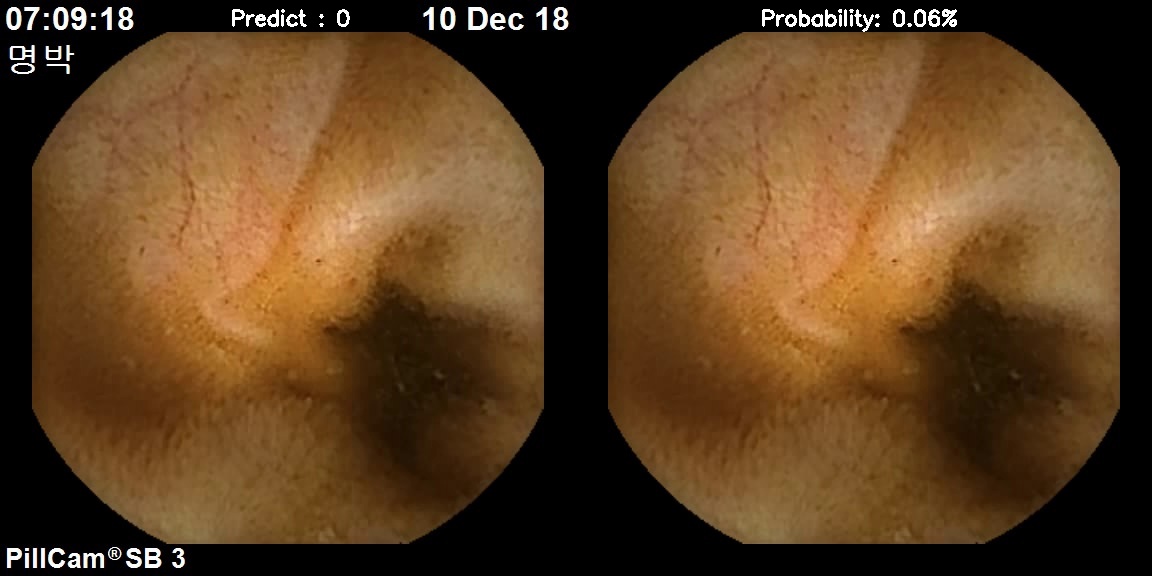 07:09:18 Predict : 0 10 Dec 18 Probability: 0.06%
명 박
PillCam® SB 3